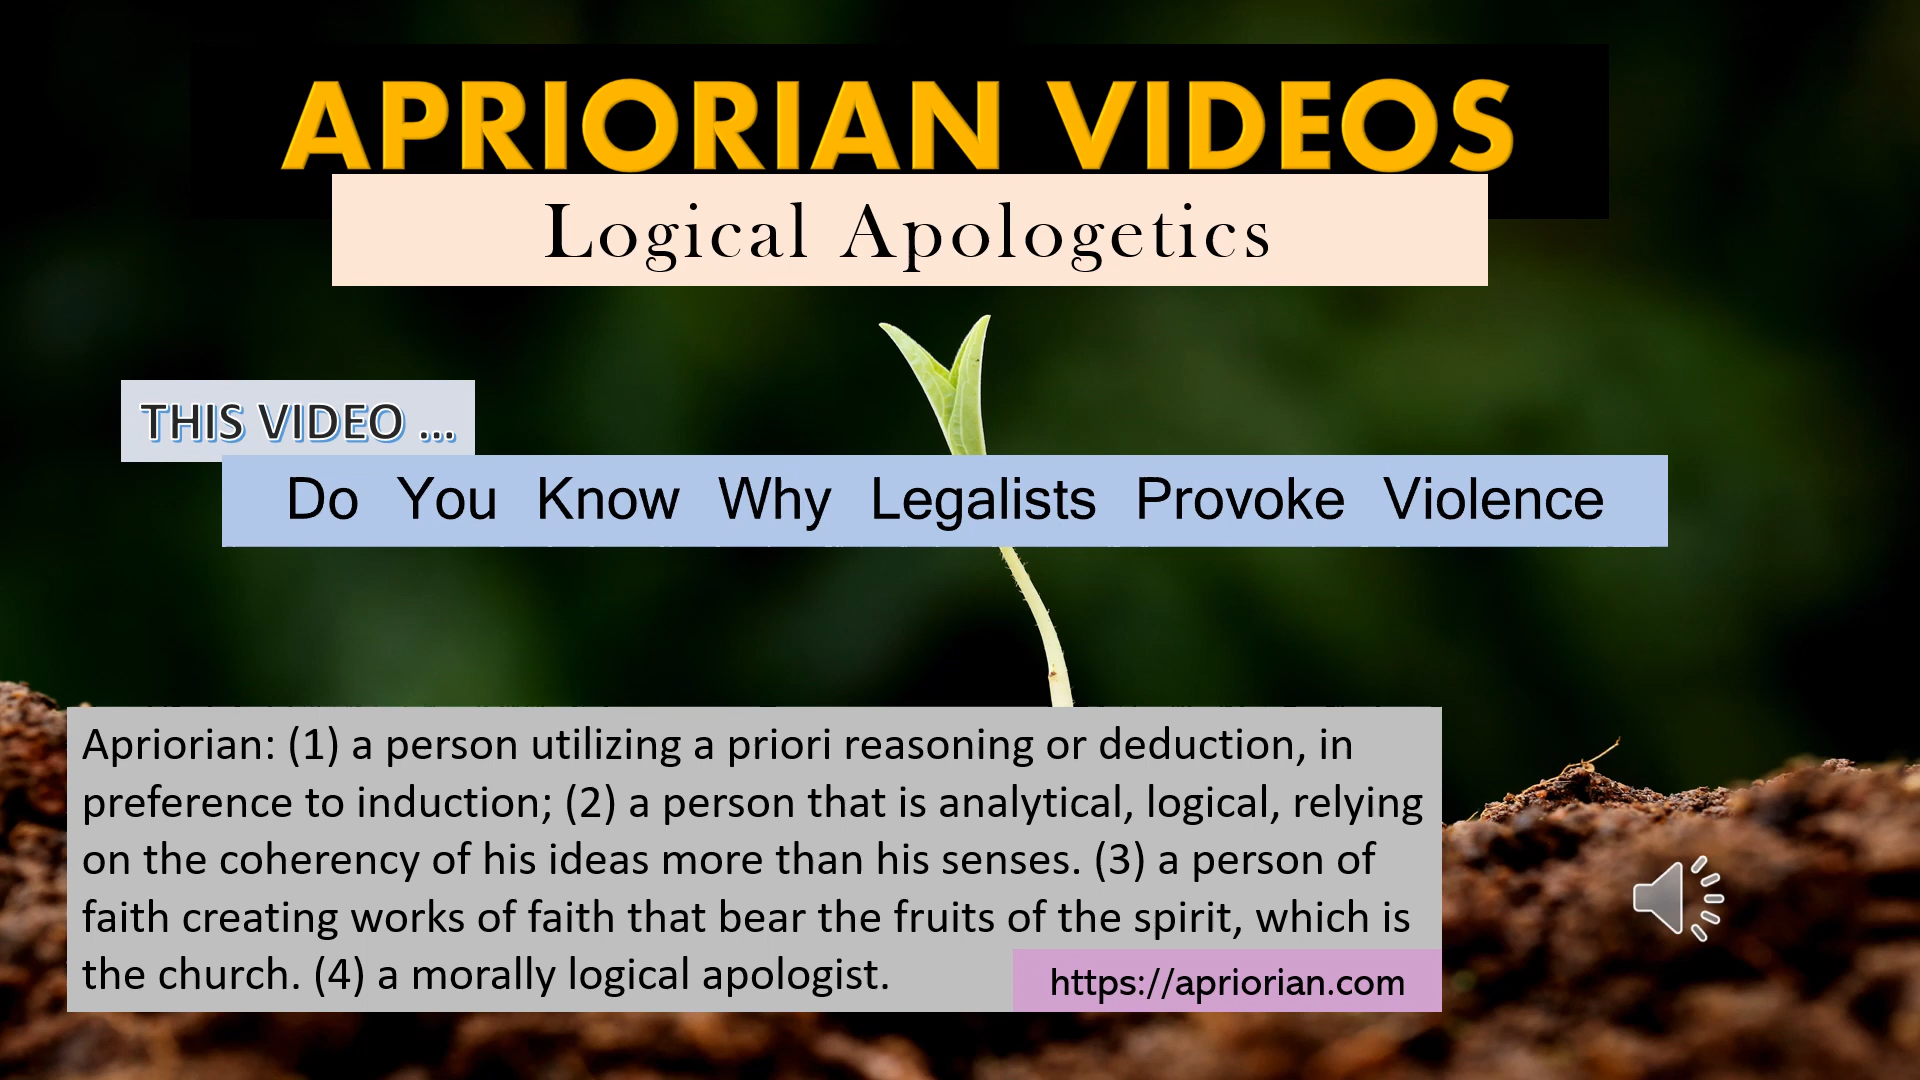 APRIORIAN VIDEOS
Logical Apologetics
THIS VIDEO ...
Do You Know Why Legalists Provoke Violence
Apriorian: (1) a person utilizing a priori reasoning or deduction, in
preference to induction; (2) a person that is analytical, logical, relying
on the coherency of his ideas more than his senses. (3) a person of
faith creating works of faith that bear the fruits of the spirit, which is
the church. (4) a morally logical apologist.
https://apriorian.com